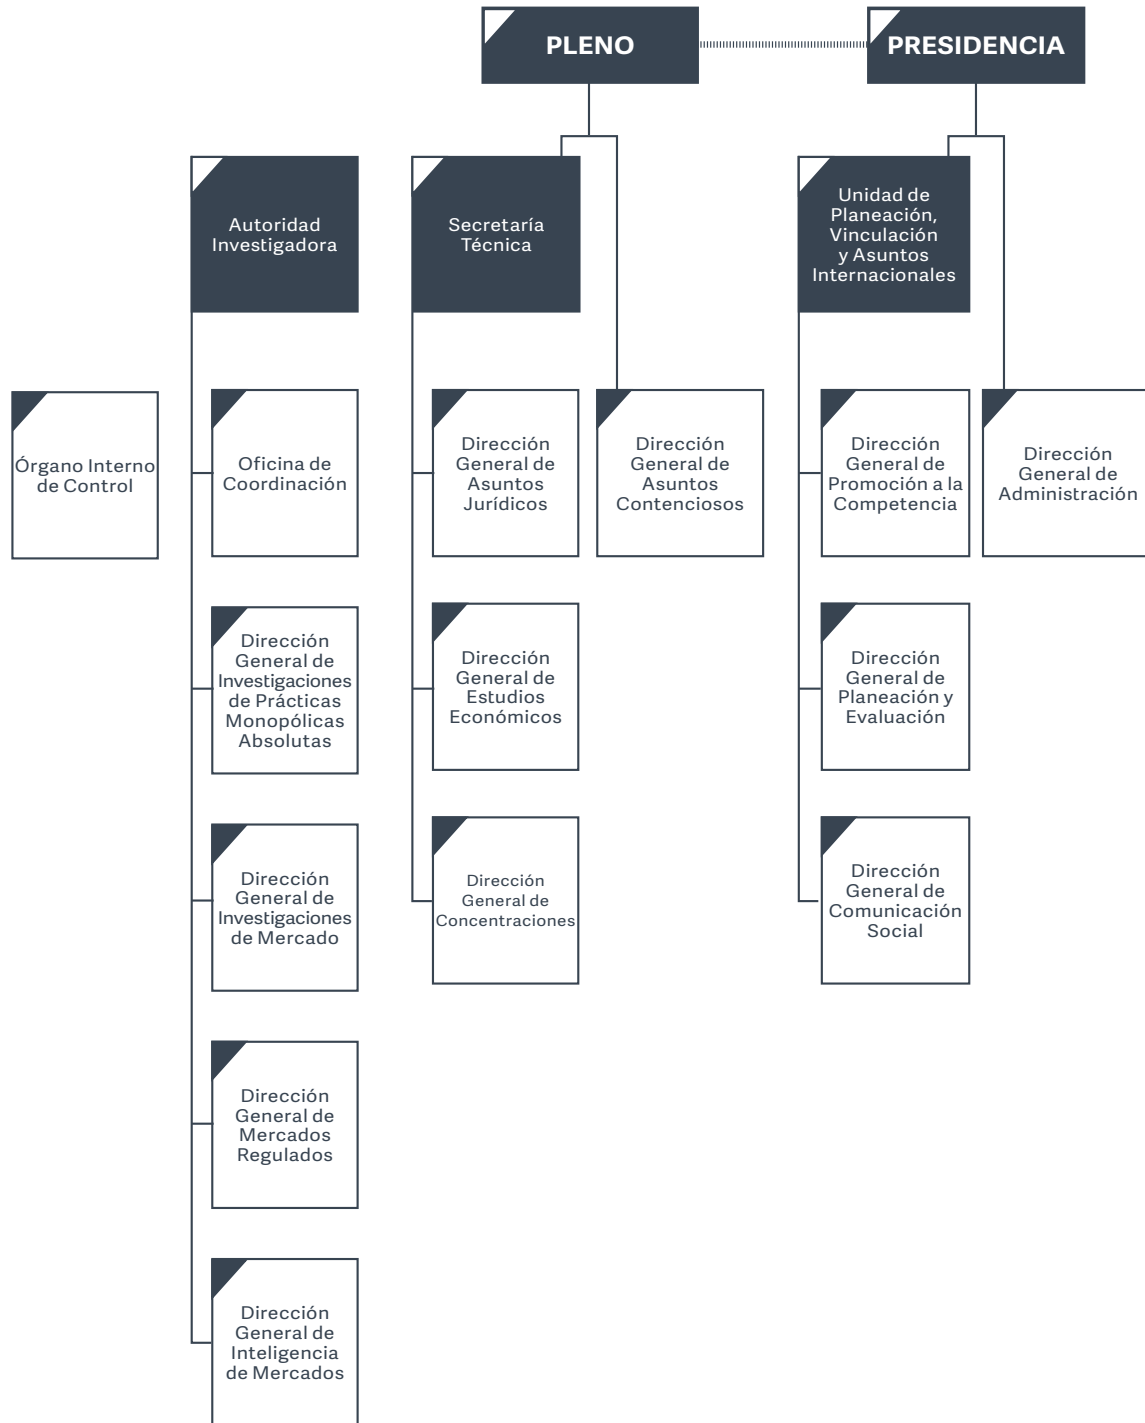 PLENO
PRESIDENCIA
Autoridad
Investigadora
Secretaría
Técnica
Unidad de
Planeación,
Vinculación
y Asuntos
Internacionales
Órgano Interno
de Control
Oficina de
Coordinación
Dirección
General de
Asuntos
Jurídicos
Dirección
General de
Asuntos
Contenciosos
Dirección
General de
Promoción a la
Competencia
Dirección
General de
Administración
Dirección
General de
Investigaciones
de Prácticas
Monopólicas
Absolutas
Dirección
General de
Estudios
Económicos
Dirección
General de
Planeación y
Evaluación
Dirección
General de
Investigaciones
de Mercado
Dirección
General de
Concentraciones
Dirección
General de
Comunicación
Social
Dirección
General de
Mercados
Regulados
Dirección
General de
Inteligencia
de Mercados